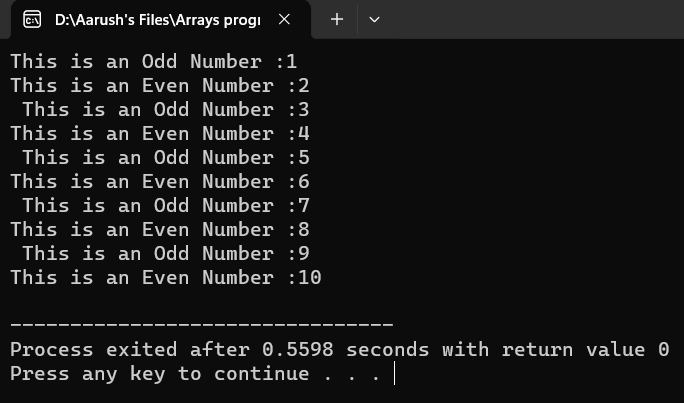 D:\Aarush's Files\Arrays progr
This is an Odd Number :1
This is an Even Number :2
 This is an Odd Number :3
This is an Even Number :4
 This is an Odd Number :5
This is an Even Number :6
 This is an Odd Number :7
This is an Even Number :8
 This is an Odd Number :9
This is an Even Number :10
--------------------------------
Process exited after 0.5598 seconds with return value 0
Press any key to continue . . .